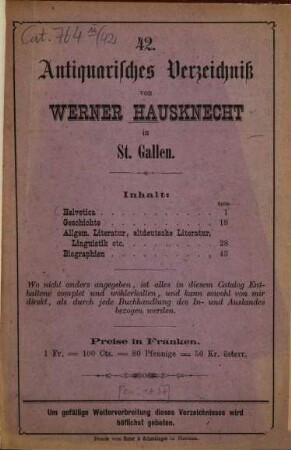 Cat. 764 m/(42)
42.
Antiquarisches Verzeichniß
von
WERNER HAUSKNECHT
in
St. Gallen.
Inhalt:
Seite
Helvetica . . . . . . . . . . . . . 1
Geschichte . . . . . . . . . . . . . 19
Allgem. Literatur, altdeutsche Literatur,
Linguistik etc. . . . . . . . . . . . 28
Biographien . . . . . . . . . . . . 43
Wo nicht anders angegeben, ist alles in diesem Catalog Ent-
haltene complet und wohlerhalten, und kann sowohl von mir
direkt, als durch jede Buchhandlung des In- und Auslandes
bezogen werden.
Preise in Franken.
1 Fr. = 100 Cts. = 80 Pfennige = 50 Kr. österr.
Um gefällige Weiterverbreitung dieses Verzeichnisses wird
höflichst gebeten.